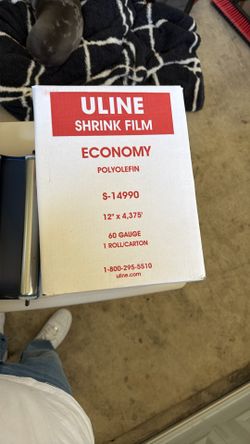 ULINE
SHRINK FILM
ECONOMY
POLYOLEFIN
S-14990
12" x 4,375'
60 GAUGE
1 ROLL/CARTON
1-800-295-5510
uline.com